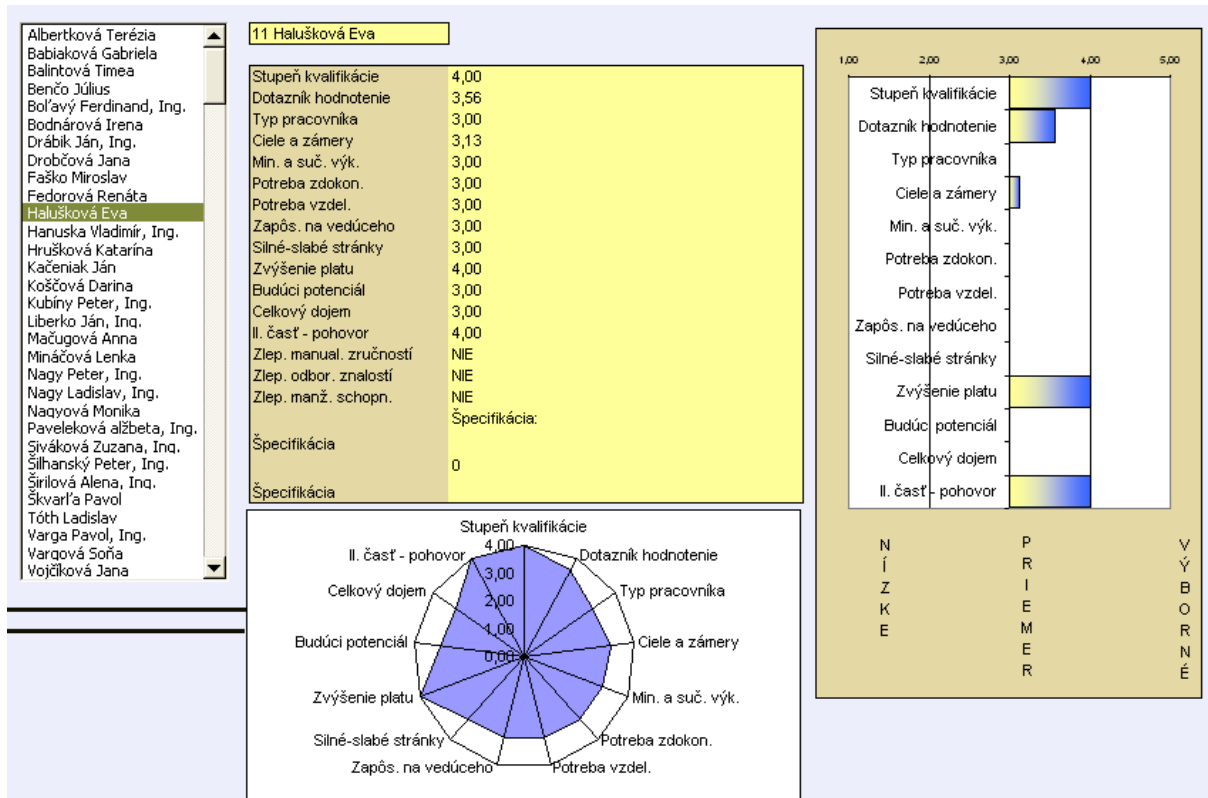 Albertková Terézia
Babiaková Gabriela
Balintová Timea
Benčo Július
Boľavý Ferdinand, Ing.
Bodnárová Irena
Drábik Ján, Ing.
Drobčová Jana
Faško Miroslav
Fedorová Renáta
Halušková Eva
Hanuska Vladimír, Ing.
Hrušková Katarína
Kačeniak Ján
Koščová Darina
Kubíny Peter, Ing.
Liberko Ján, Ing.
Mačugová Anna
Mináčová Lenka
Nagy Peter, Ing.
Nagy Ladislav, Ing.
Nagyová Monika
Paveleková alžbeta, Ing.
Siváková Zuzana, Ing.
Šilhanský Peter, Ing.
Širilová Alena, Ing.
Škvarľa Pavol
Tóth Ladislav
Varga Pavol, Ing.
Vargová Soňa
Vojčíková Jana
11 Halušková Eva
Stupeň kvalifikácie 4,00
Dotazník hodnotenie 3,56
Typ pracovníka 3,00
Ciele a zámery 3,13
Min. a suč. výk. 3,00
Potreba zdokon. 3,00
Potreba vzdel. 3,00
Zapôs. na vedúceho 3,00
Silné-slabé stránky 3,00
Zvýšenie platu 4,00
Budúci potenciál 3,00
Celkový dojem 3,00
II. časť - pohovor 4,00
Zlep. manual. zručností NIE
Zlep. odbor. znalostí NIE
Zlep. manž. schopn. NIE
Špecifikácia:
Špecifikácia
0
Špecifikácia
Stupeň kvalifikácie
Dotazník hodnotenie
Typ pracovníka
Ciele a zámery
Min. a suč. výk.
Potreba zdokon.
Potreba vzdel.
Zapôs. na vedúceho
Silné-slabé stránky
Zvýšenie platu
Budúci potenciál
Celkový dojem
II. časť - pohovor
4,00
3,00
2,00
1,00
0,00
1,00 2,00 3,00 4,00 5,00
Stupeň kvalifikácie
Dotazník hodnotenie
Typ pracovníka
Ciele a zámery
Min. a suč. výk.
Potreba zdokon.
Potreba vzdel.
Zapôs. na vedúceho
Silné-slabé stránky
Zvýšenie platu
Budúci potenciál
Celkový dojem
II. časť - pohovor
NÍZKE
PRIEMER
VÝBORNÉ